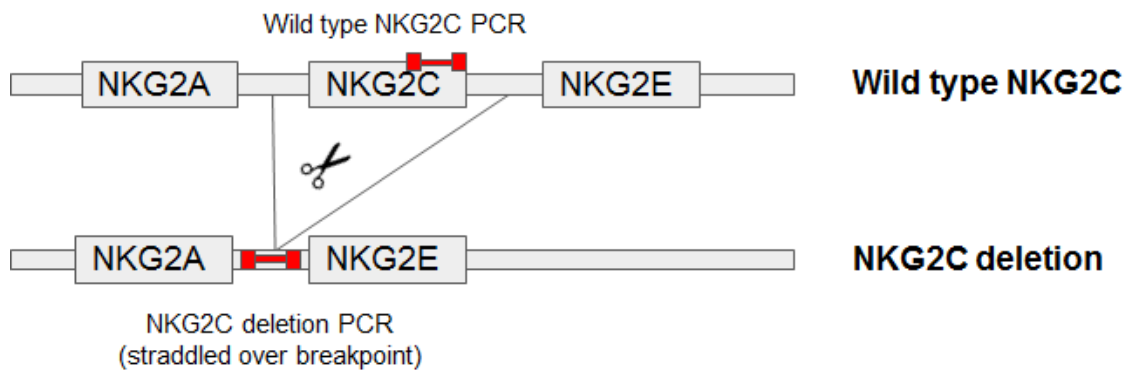 Wild type NKG2C PCR
NKG2A NKG2C NKG2E Wild type NKG2C
NKG2A NKG2E NKG2C deletion
NKG2C deletion PCR
(straddled over breakpoint)